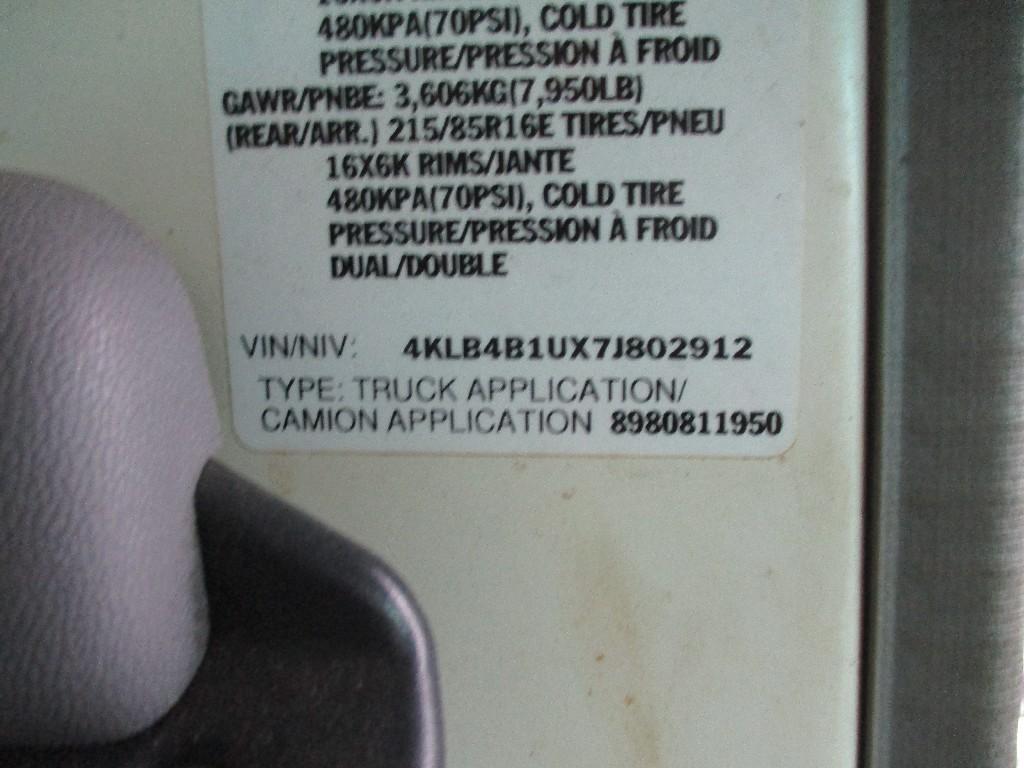 480KPA(70PSI), COLD TIRE
PRESSURE/PRESSION À FROID
GAWR/PNBE: 3,606KG(7,950LB)
(REAR/ARR.) 215/85R16E TIRES/PNEU
16X6K RIMS/JANTE
480KPA(70PSI), COLD TIRE
PRESSURE/PRESSION À FROID
DUAL/DOUBLE
VIN/NIV: 4KLB4B1UX7J802912
TYPE: TRUCK APPLICATION/
CAMION APPLICATION 8980811950